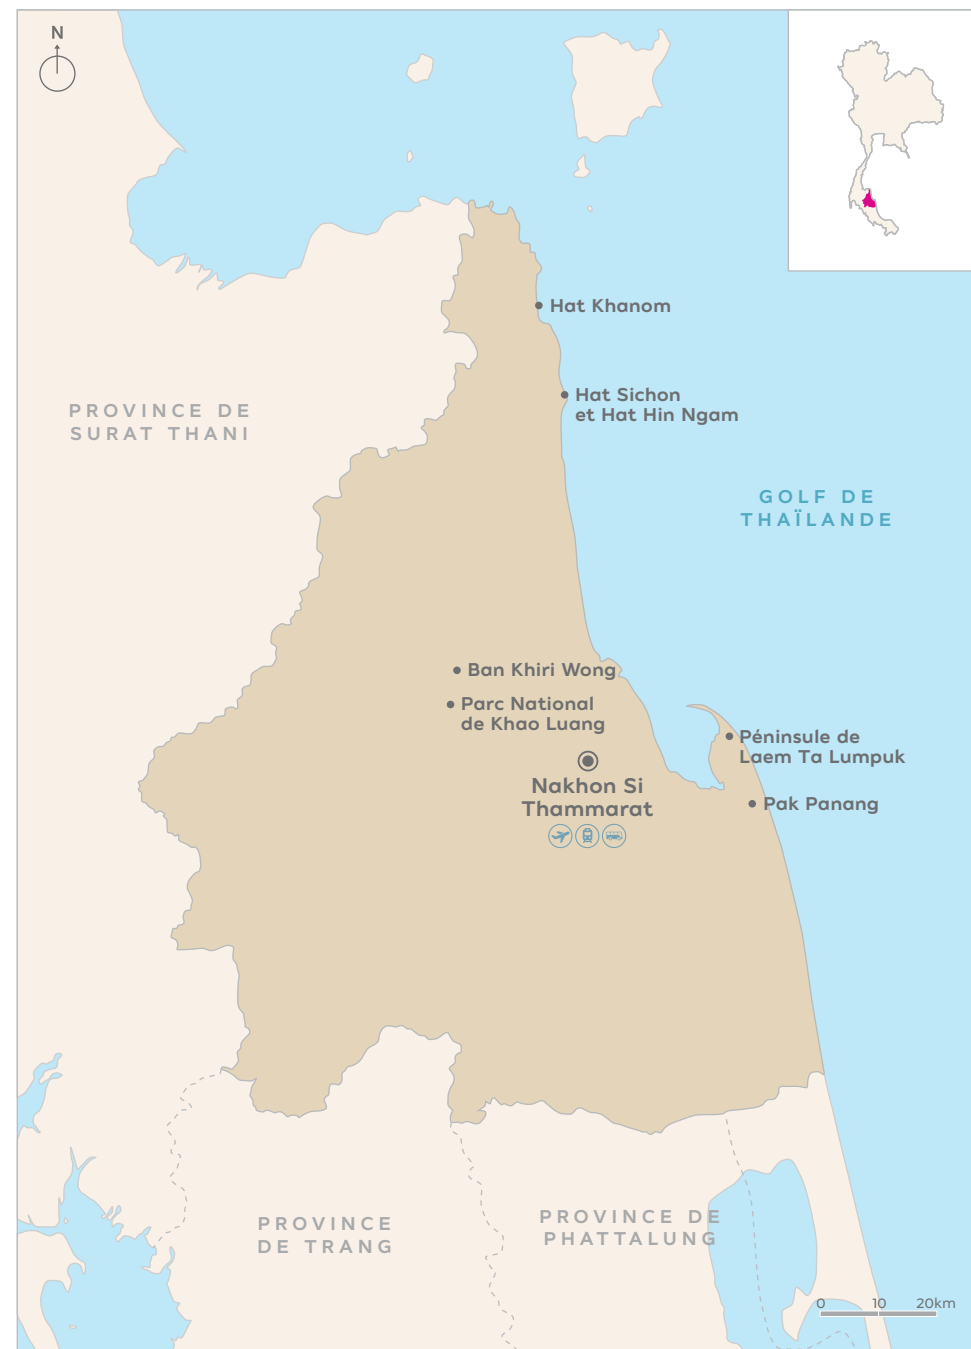 N
Hat Khanom
Hat Sichon
et Hat Hin Ngam
PROVINCE DE
SURAT THANI
GOLF DE
THAÏLANDE
Ban Khiri Wong
Parc National
de Khao Luang
Péninsule de
Laem Ta Lumpuk
Nakhon Si
Thammarat
Pak Panang
PROVINCE
DE TRANG
PROVINCE DE
PHATTALUNG
0 10 20km